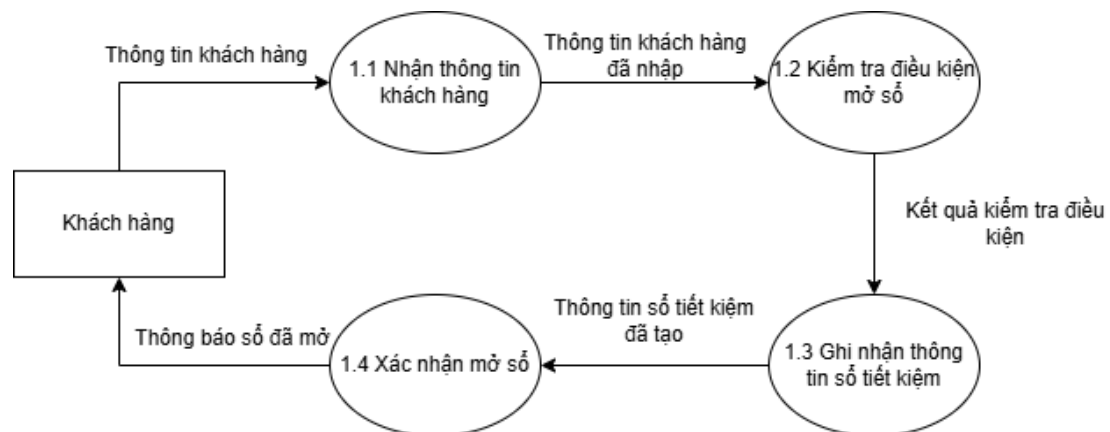 Thông tin khách hàng
1.1 Nhận thông tin
khách hàng
Thông tin khách hàng
đã nhập
1.2 Kiểm tra điều kiện
mở sổ
Khách hàng
Kết quả kiểm tra điều
kiện
Thông báo sổ đã mở
1.4 Xác nhận mở sổ
Thông tin sổ tiết kiệm
đã tạo
1.3 Ghi nhận thông
tin sổ tiết kiệm